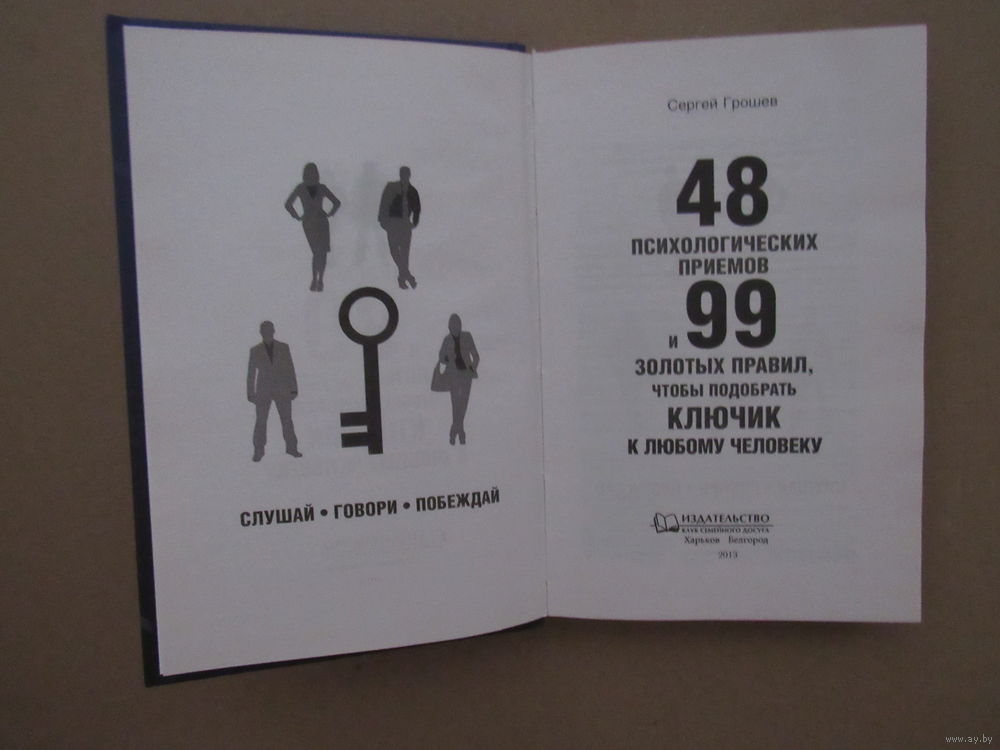 СЛУШАЙ • ГОВОРИ • ПОБЕЖДАЙ
Сергей Грошев
48
ПСИХОЛОГИЧЕСКИХ
ПРИЕМОВ
и 99
ЗОЛОТЫХ ПРАВИЛ,
ЧТОБЫ ПОДОБРАТЬ
КЛЮЧИК
К ЛЮБОМУ ЧЕЛОВЕКУ
ИЗДАТЕЛЬСТВО
КЛУБ СЕМЕЙНОГО ДОСУГА
Харьков Белгород
2013
www.ay.by